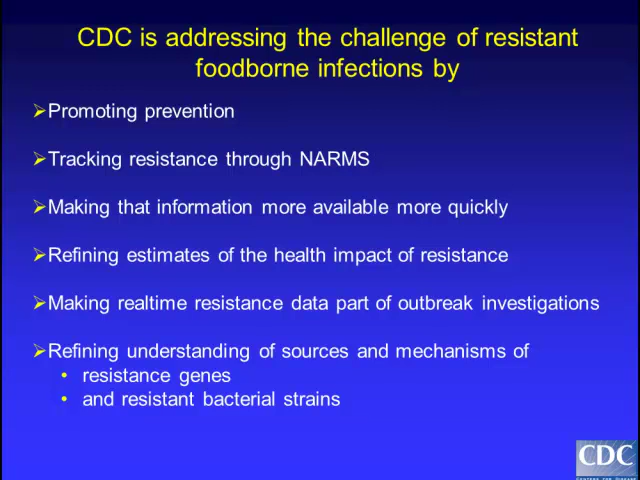 CDC is addressing the challenge of resistant
foodborne infections by
Promoting prevention
Tracking resistance through NARMS
Making that information more available more quickly
Refining estimates of the health impact of resistance
Making realtime resistance data part of outbreak investigations
Refining understanding of sources and mechanisms of
• resistance genes
• and resistant bacterial strains
CDC